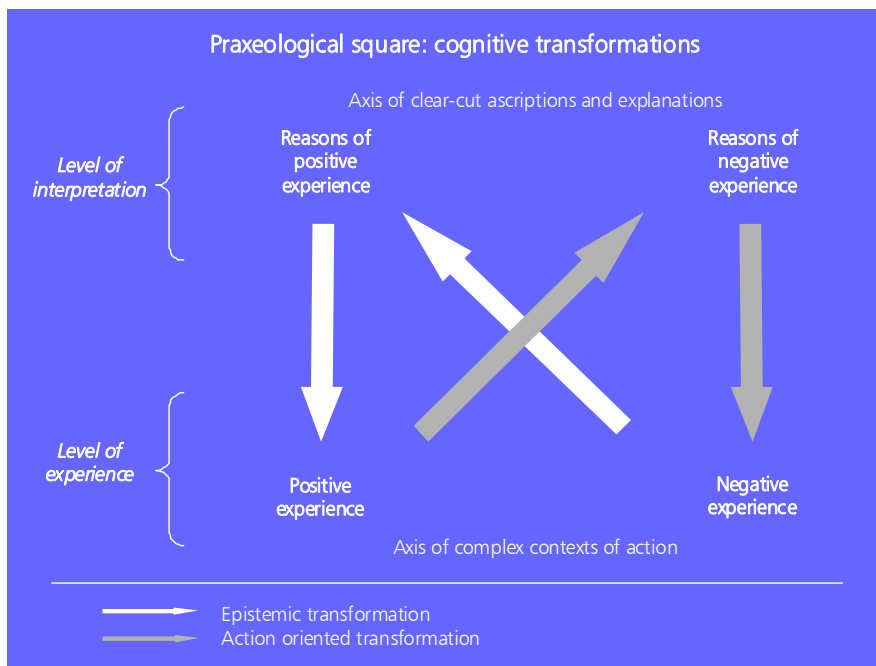 Praxeological square: cognitive transformations
Axis of clear-cut ascriptions and explanations
Level of
interpretation
Reasons of
positive
experience
Reasons of
negative
experience
Level of
experience
Positive
experience
Negative
experience
Axis of complex contexts of action
Epistemic transformation
Action oriented transformation